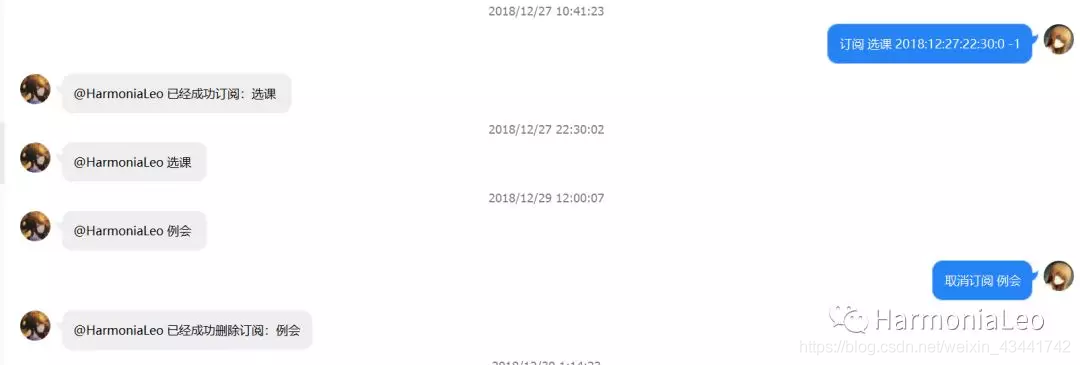 2018/12/27 10:41:23
订阅 选课 2018:12:27:22:30:0 -1
@HarmoniaLeo 已经成功订阅：选课
2018/12/27 22:30:02
@HarmoniaLeo 选课
2018/12/29 12:00:07
@HarmoniaLeo 例会
取消订阅 例会
@HarmoniaLeo 已经成功删除订阅：例会
HarmoniaLeo
https://blog.csdn.net/weixin_43441742